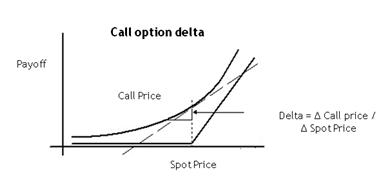 Call option delta
Payoff
Call Price
Delta = Δ Call price /
Δ Spot Price
Spot Price